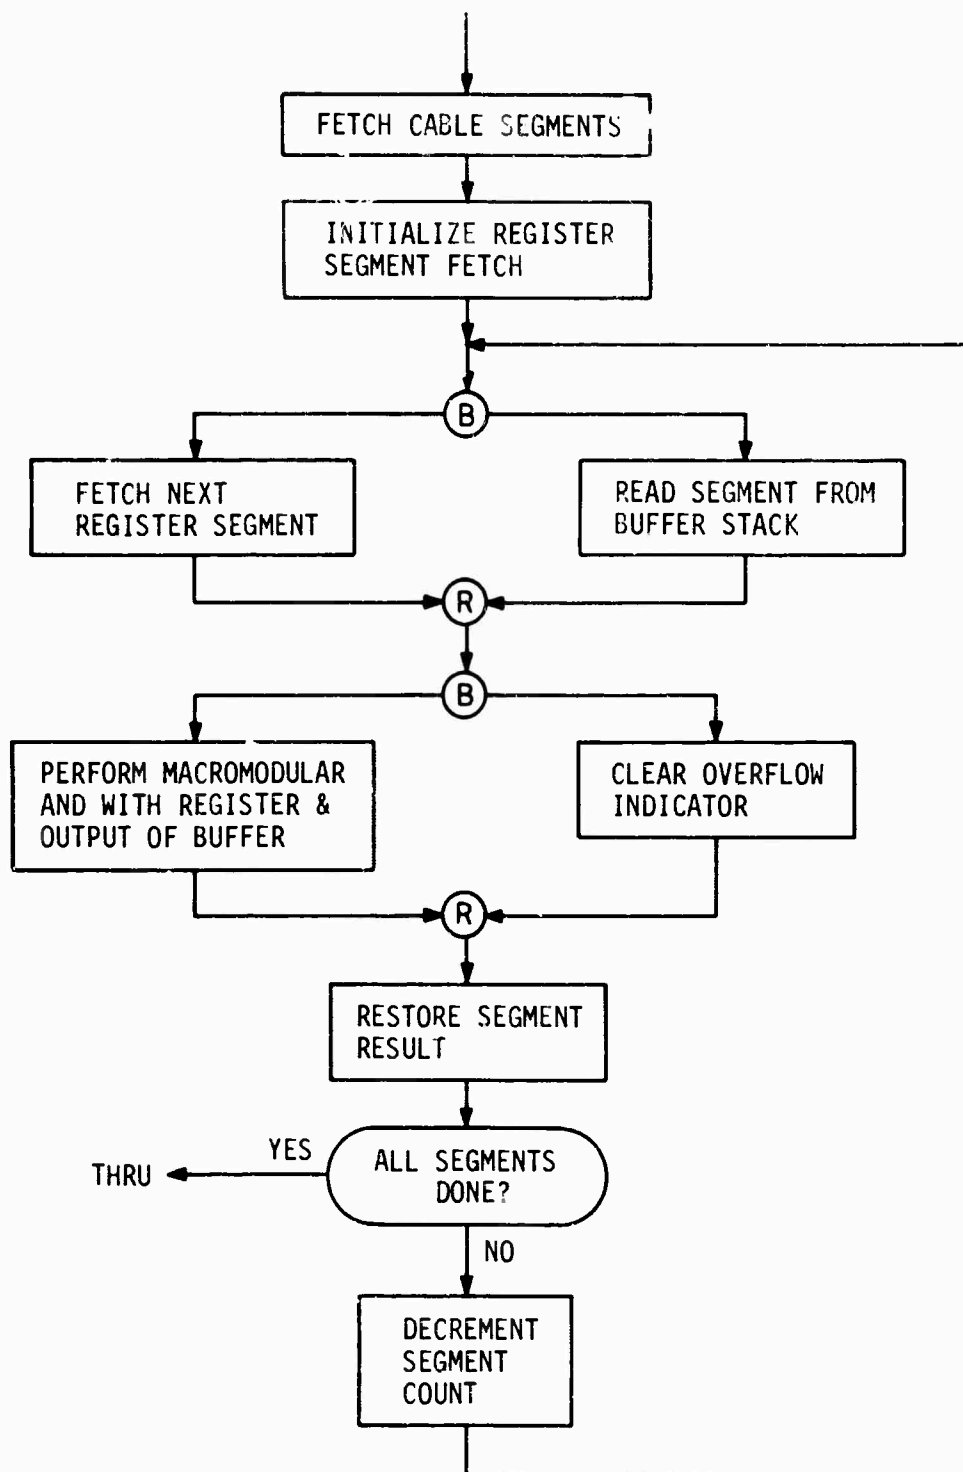 FETCH CABLE SEGMENTS
INITIALIZE REGISTER
SEGMENT FETCH
B
FETCH NEXT
REGISTER SEGMENT
READ SEGMENT FROM
BUFFER STACK
R
B
PERFORM MACROMODULAR
AND WITH REGISTER &
OUTPUT OF BUFFER
CLEAR OVERFLOW
INDICATOR
R
RESTORE SEGMENT
RESULT
ALL SEGMENTS
DONE?
YES
THRU
NO
DECREMENT
SEGMENT
COUNT